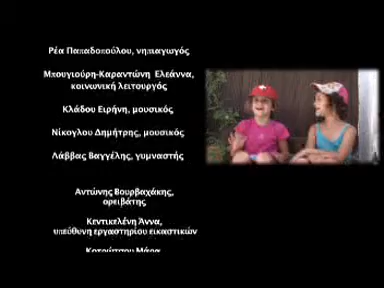 Ρέα Παπαδοπούλου, νηπιαγωγός
Μπουγιούρη-Καραντώνη Ελεάννα,
κοινωνική λειτουργός
Κλάδου Ειρήνη, μουσικός
Νίκογλου Δημήτρης, μουσικός
Λάββας Βαγγέλης, γυμναστής
Αντώνης Βουρβαχάκης,
ορειβάτης
Κεντικελένη Άννα,
υπεύθυνη εργαστηρίου εικαστικών